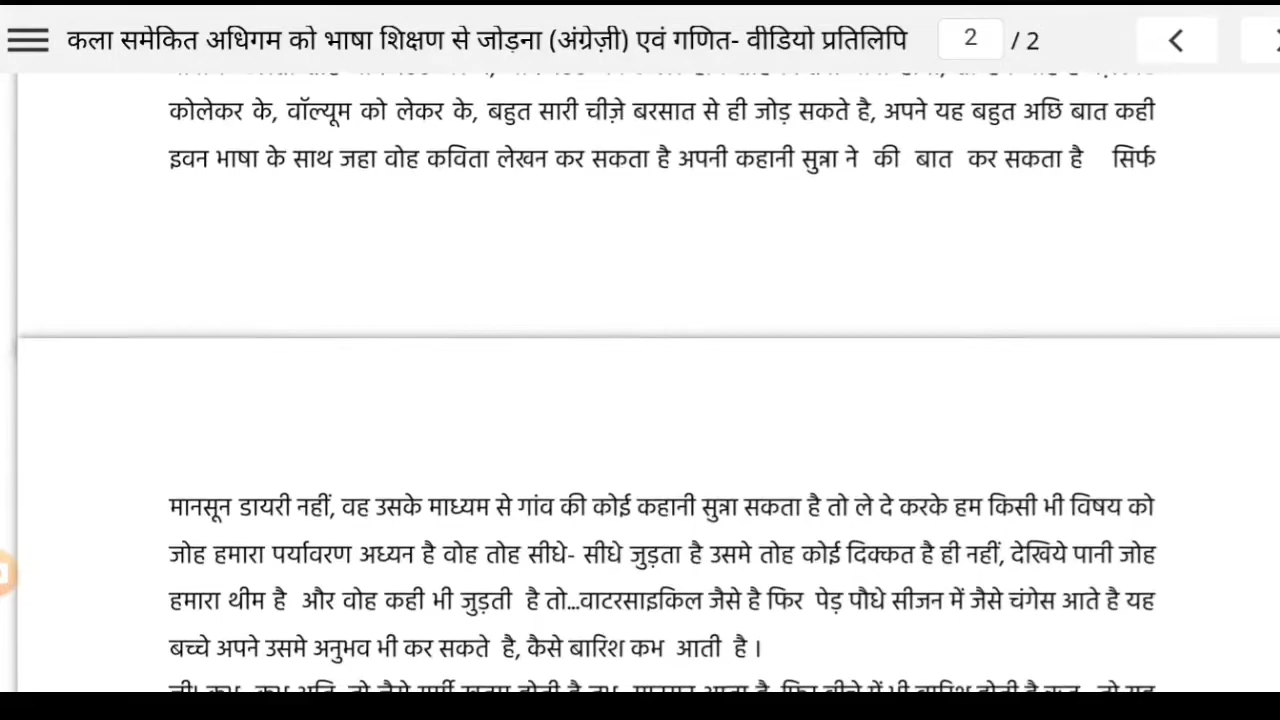 कला समेकित अधिगम को भाषा शिक्षण से जोड़ना (अंग्रेज़ी) एवं गणित- वीडियो प्रतिलिपि 2 / 2
कोलेकर के, वॉल्यूम को लेकर के, बहुत सारी चीज़े बरसात से ही जोड़ सकते है, अपने यह बहुत अछि बात कही
इवन भाषा के साथ जहा वोह कविता लेखन कर सकता है अपनी कहानी सुन्ना ने की बात कर सकता है सिर्फ
मानसून डायरी नहीं, वह उसके माध्यम से गांव की कोई कहानी सुन्ना सकता है तो ले दे करके हम किसी भी विषय को
जोह हमारा पर्यावरण अध्यन है वोह तोह सीधे- सीधे जुड़ता है उसमे तोह कोई दिक्कत है ही नहीं, देखिये पानी जोह
हमारा थीम है और वोह कही भी जुड़ती है तो...वाटरसाइकिल जैसे है फिर पेड़ पौधे सीजन में जैसे चंगेस आते है यह
बच्चे अपने उसमे अनुभव भी कर सकते है, कैसे बारिश कभ आती है ।